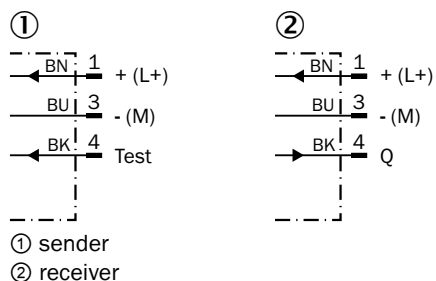 ① ②
BN 1 + (L+) BN 1 + (L+)
BU 3 - (M) BU 3 - (M)
BK 4 Test BK 4 Q
① sender
② receiver